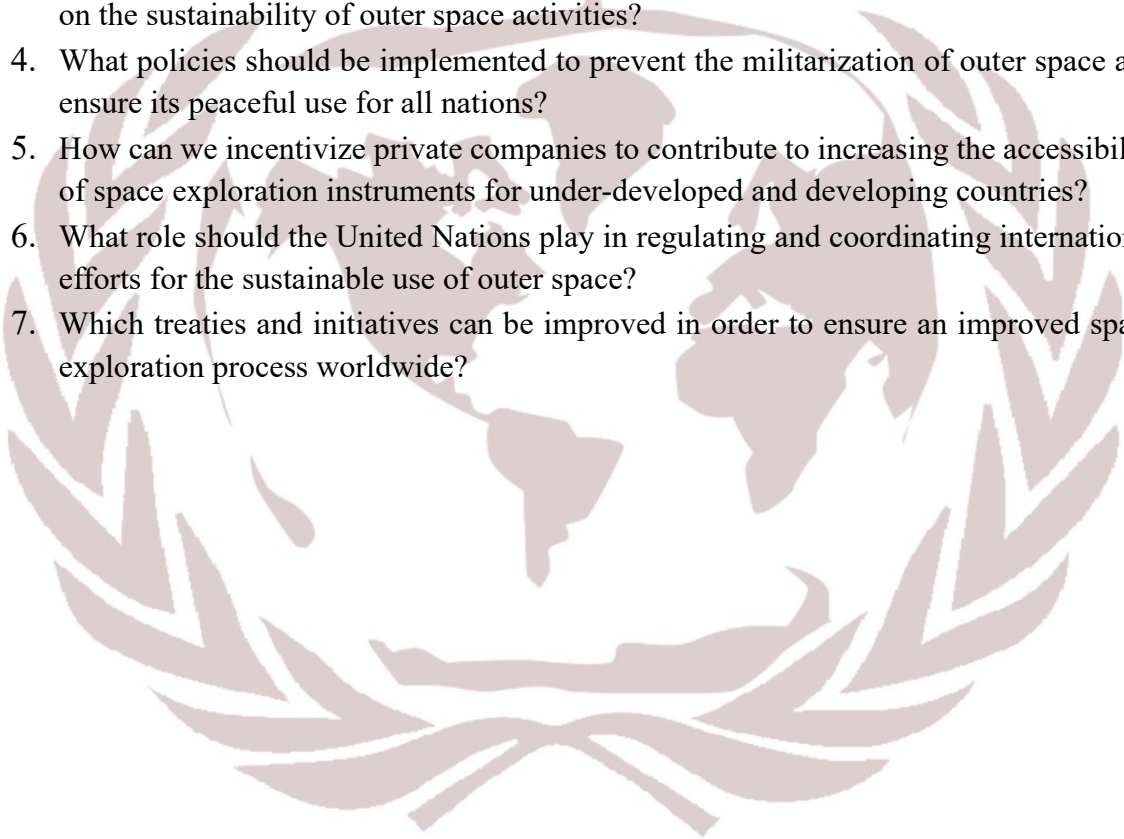 on the sustainability of outer space activities?
4. What policies should be implemented to prevent the militarization of outer space
ensure its peaceful use for all nations?
5. How can we incentivize private companies to contribute to increasing the
of space exploration instruments for under-developed and developing countries?
6. What role should the United Nations play in regulating and coordinating
efforts for the sustainable use of outer space?
7. Which treaties and initiatives can be improved in order to ensure an improved
exploration process worldwide?